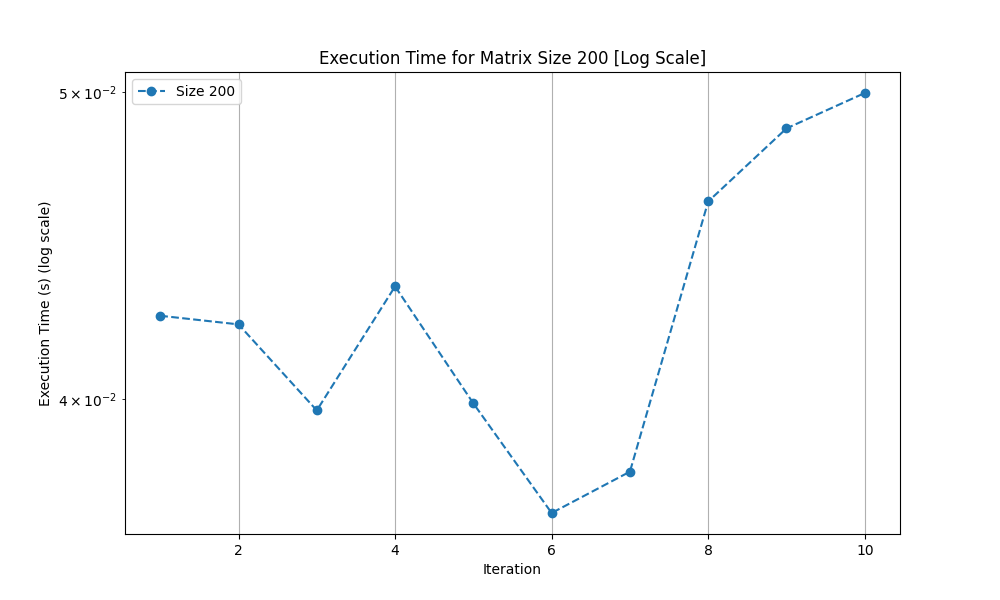 Execution Time for Matrix Size 200 [Log Scale]
Size 200
5 × 10⁻²
4 × 10⁻²
Execution Time (s) (log scale)
2 4 6 8 10
Iteration